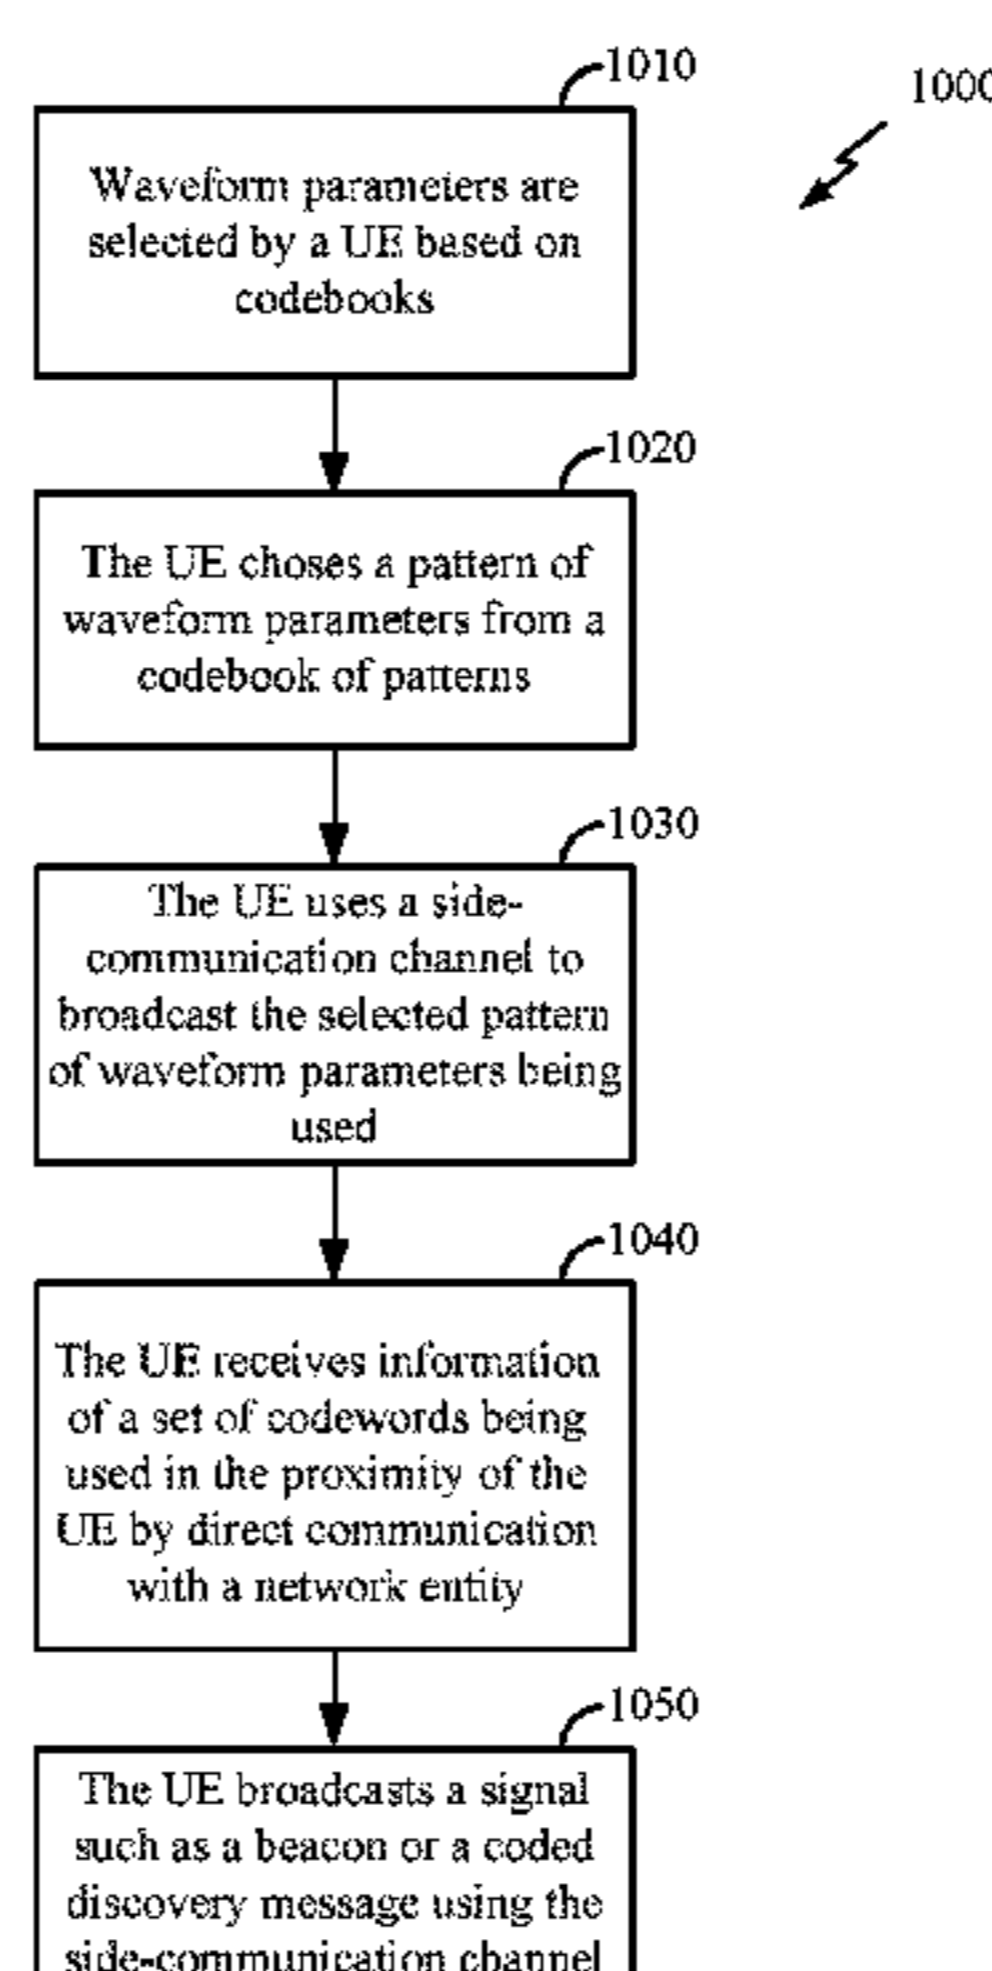 1010
1000
Waveform parameters are
selected by a UE based on
codebooks
1020
The UE choses a pattern of
waveform parameters from a
codebook of patterns
1030
The UE uses a side-
communication channel to
broadcast the selected pattern
of waveform parameters being
used
1040
The UE receives information
of a set of codewords being
used in the proximity of the
UE by direct communication
with a network entity
1050
The UE broadcasts a signal
such as a beacon or a coded
discovery message using the
side-communication channel